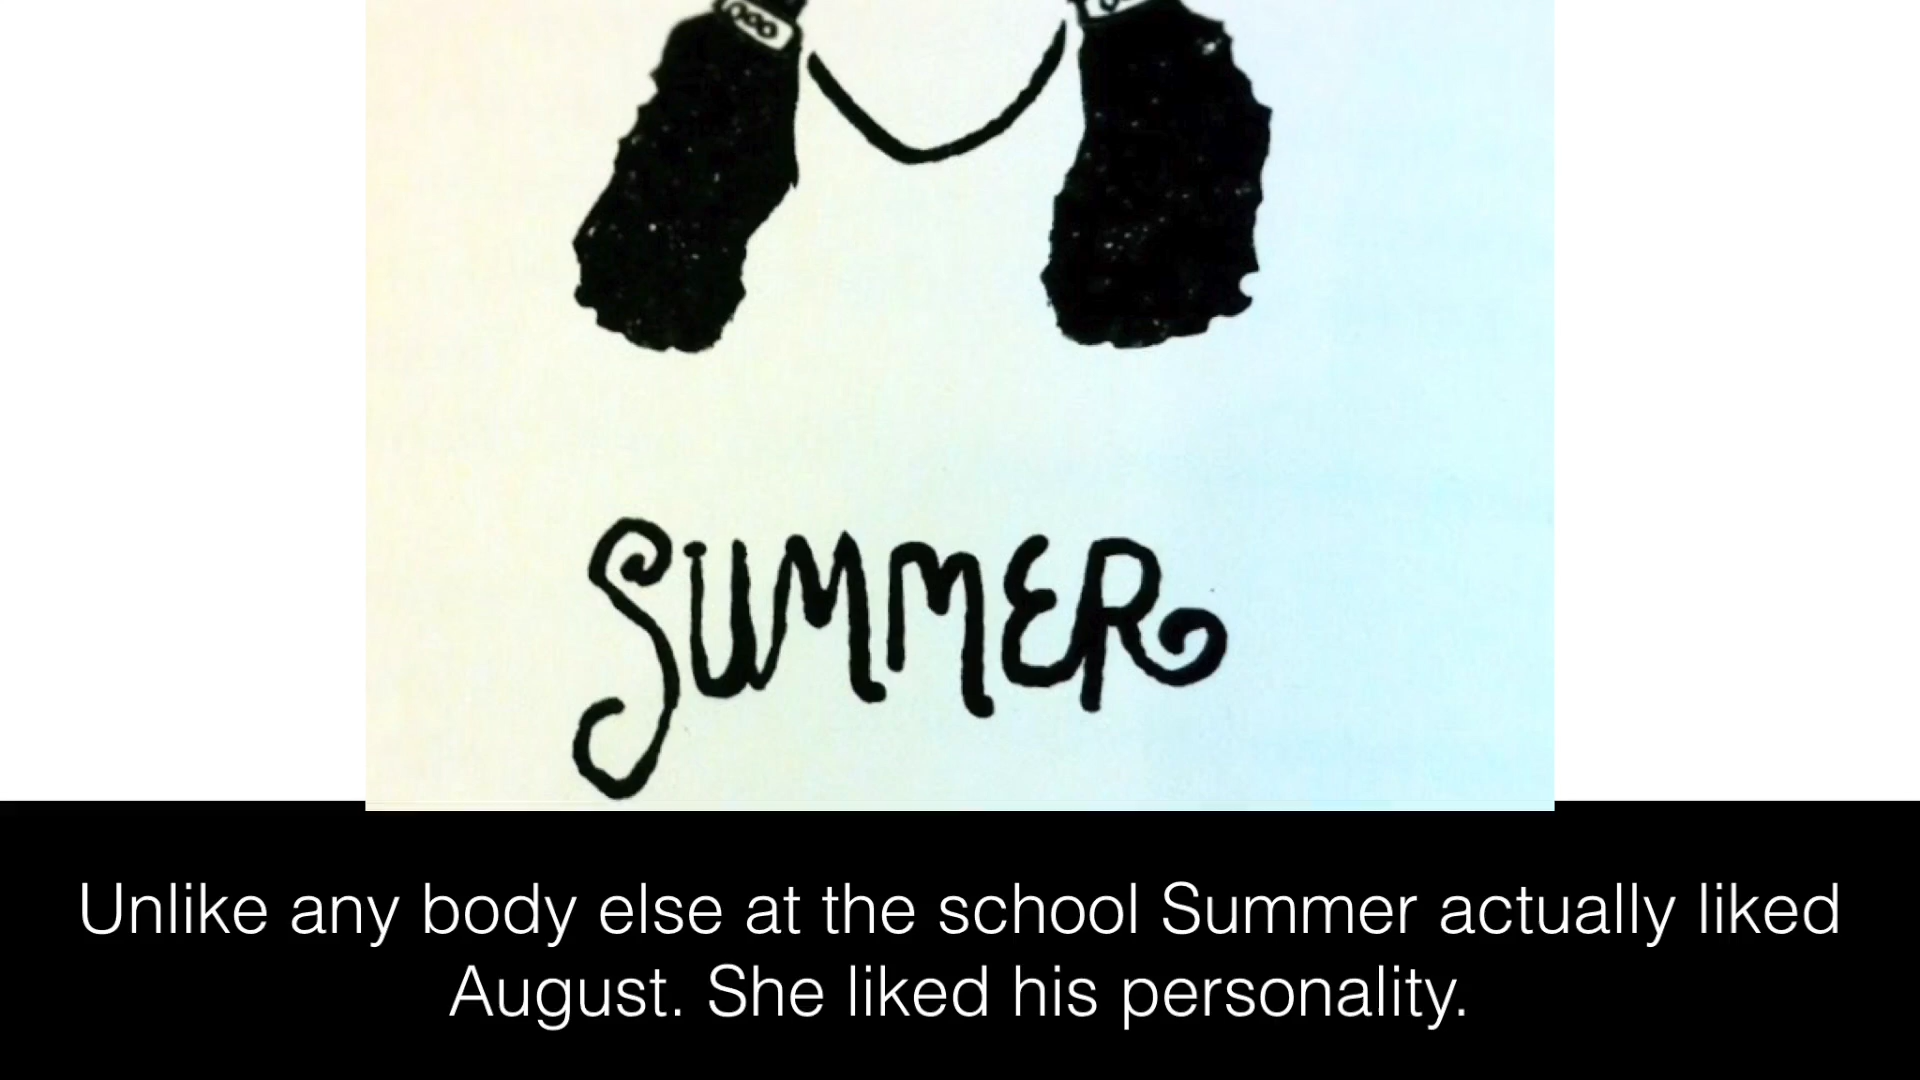 SUMMER
Unlike any body else at the school Summer actually liked
August. She liked his personality.